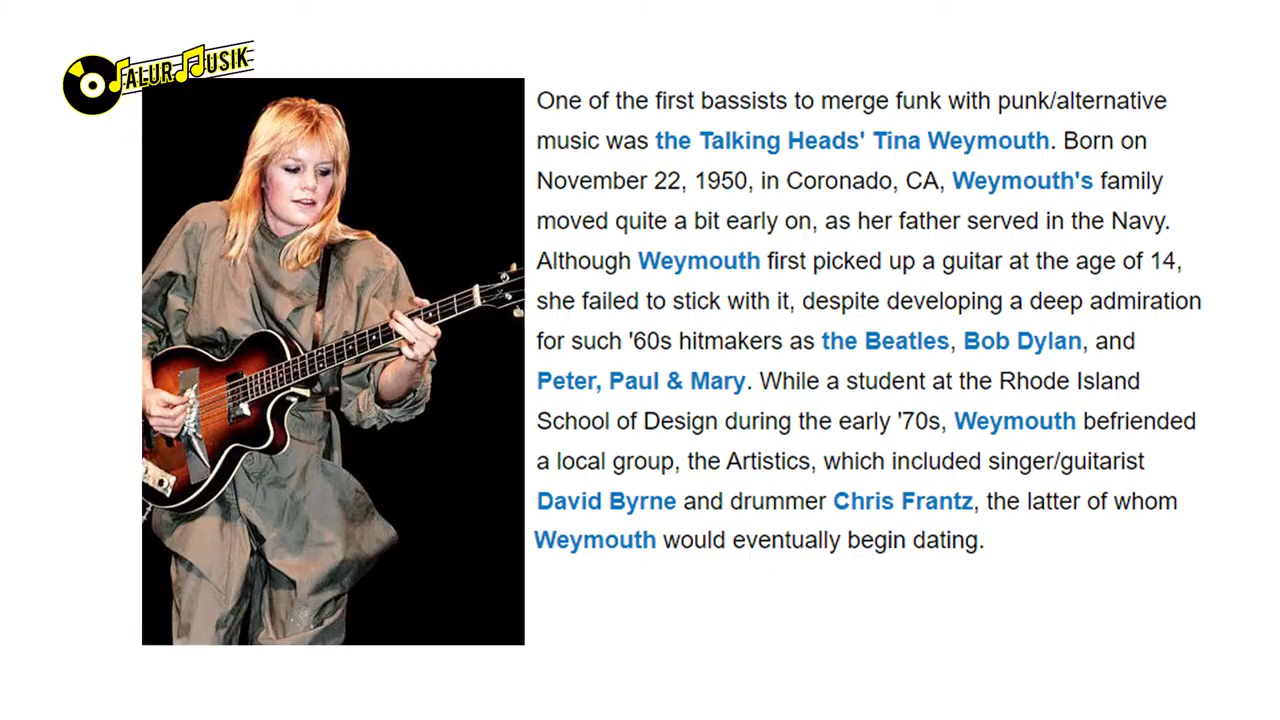 ALUR MUSIK
One of the first bassists to merge funk with punk/alternative
music was the Talking Heads' Tina Weymouth. Born on
November 22, 1950, in Coronado, CA, Weymouth's family
moved quite a bit early on, as her father served in the Navy.
Although Weymouth first picked up a guitar at the age of 14,
she failed to stick with it, despite developing a deep admiration
for such '60s hitmakers as the Beatles, Bob Dylan, and
Peter, Paul & Mary. While a student at the Rhode Island
School of Design during the early '70s, Weymouth befriended
a local group, the Artistics, which included singer/guitarist
David Byrne and drummer Chris Frantz, the latter of whom
Weymouth would eventually begin dating.